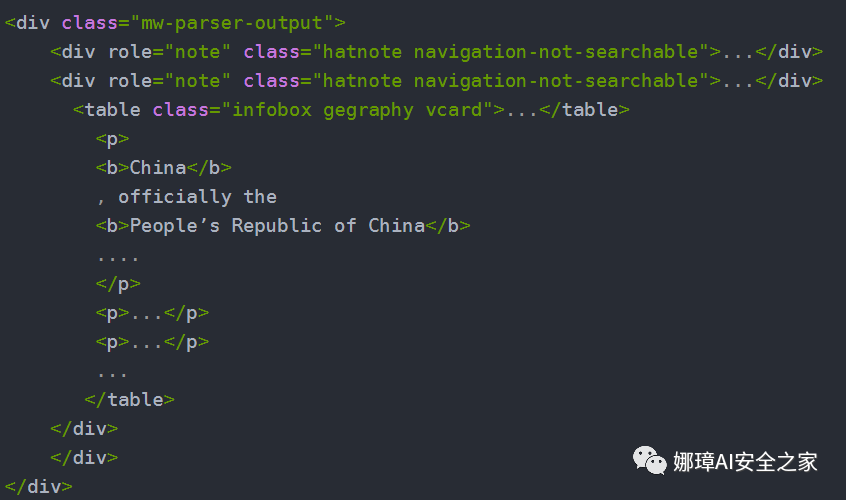 <div class="mw-parser-output">
<div role="note" class="hatnote navigation-not-searchable">...</div>
<div role="note" class="hatnote navigation-not-searchable">...</div>
<table class="infobox gegraphy vcard">...</table>
<p>
<b>China</b>
, officially the
<b>People’s Republic of China</b>
....
</p>
<p>...</p>
<p>...</p>
...
</table>
</div>
</div>
</div>
娜璋AI安全之家